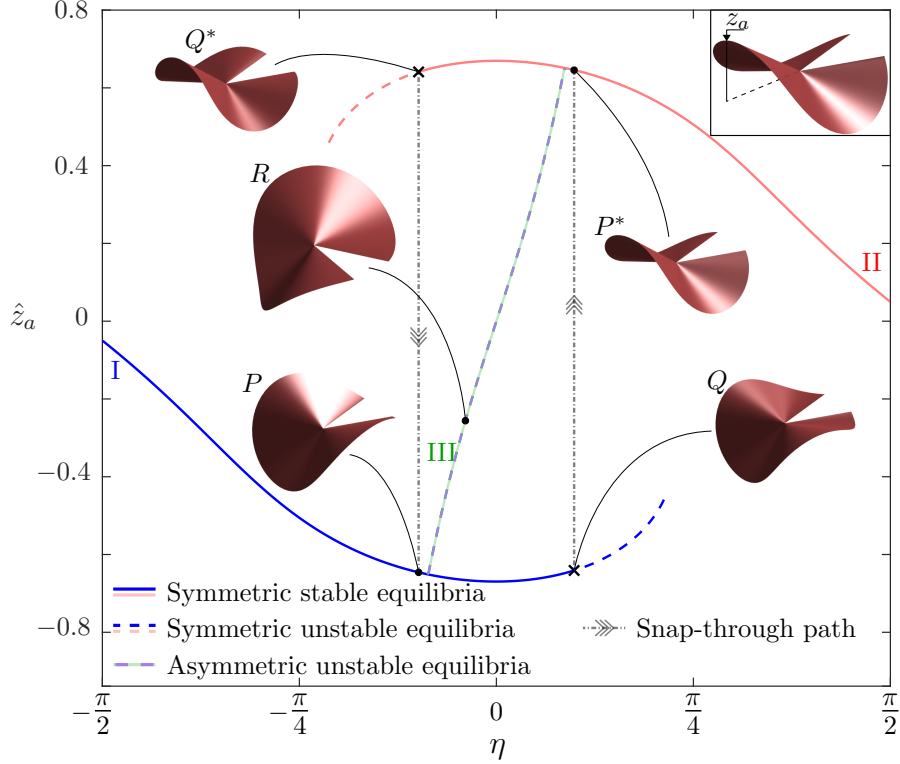 0.8
z_a
Q*
0.4
R
P*
II
ẑ_a
0
I
P
Q
III
−0.4
Symmetric stable equilibria
−0.8
Symmetric unstable equilibria
Snap-through path
Asymmetric unstable equilibria
−π/2
−π/4
0
π/4
π/2
η